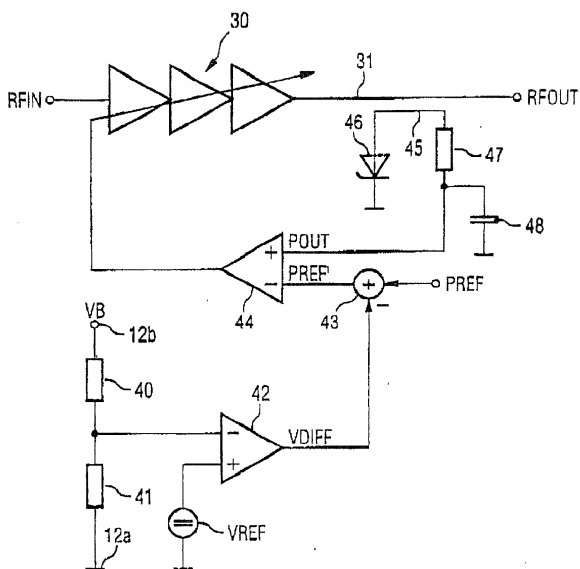 30
RFIN
31
RFOUT
46
45
47
48
+
POUT
−
PREF'
44
+
43
−
PREF
VB
12b
40
42
−
VDIFF
+
41
12a
VREF